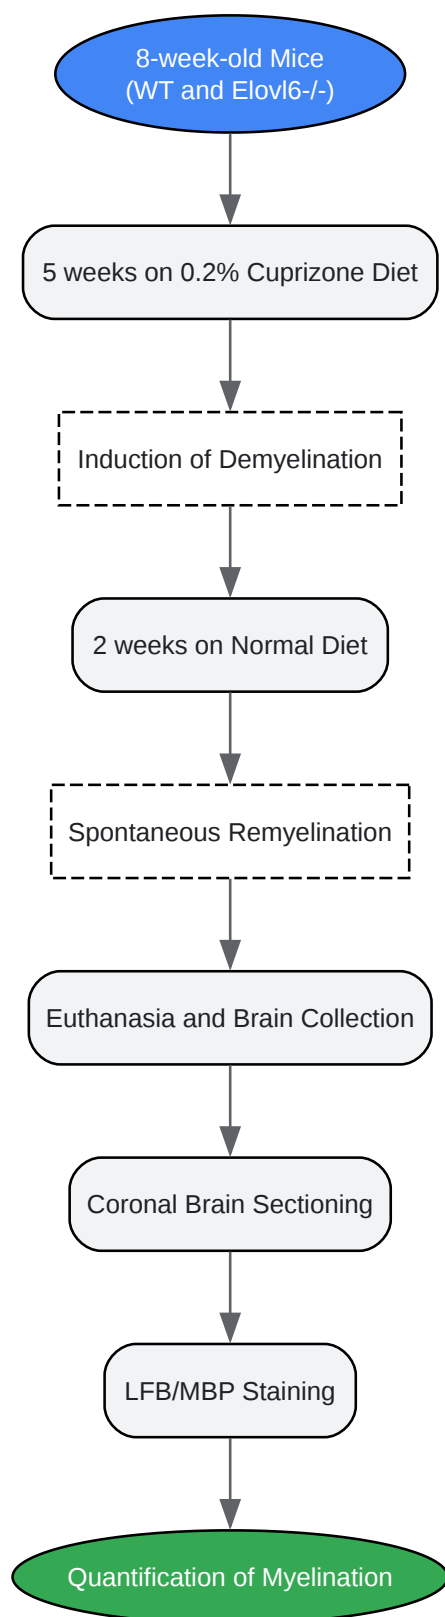 8-week-old Mice
(WT and Elovl6-/-)
5 weeks on 0.2% Cuprizone Diet
Induction of Demyelination
2 weeks on Normal Diet
Spontaneous Remyelination
Euthanasia and Brain Collection
Coronal Brain Sectioning
LFB/MBP Staining
Quantification of Myelination